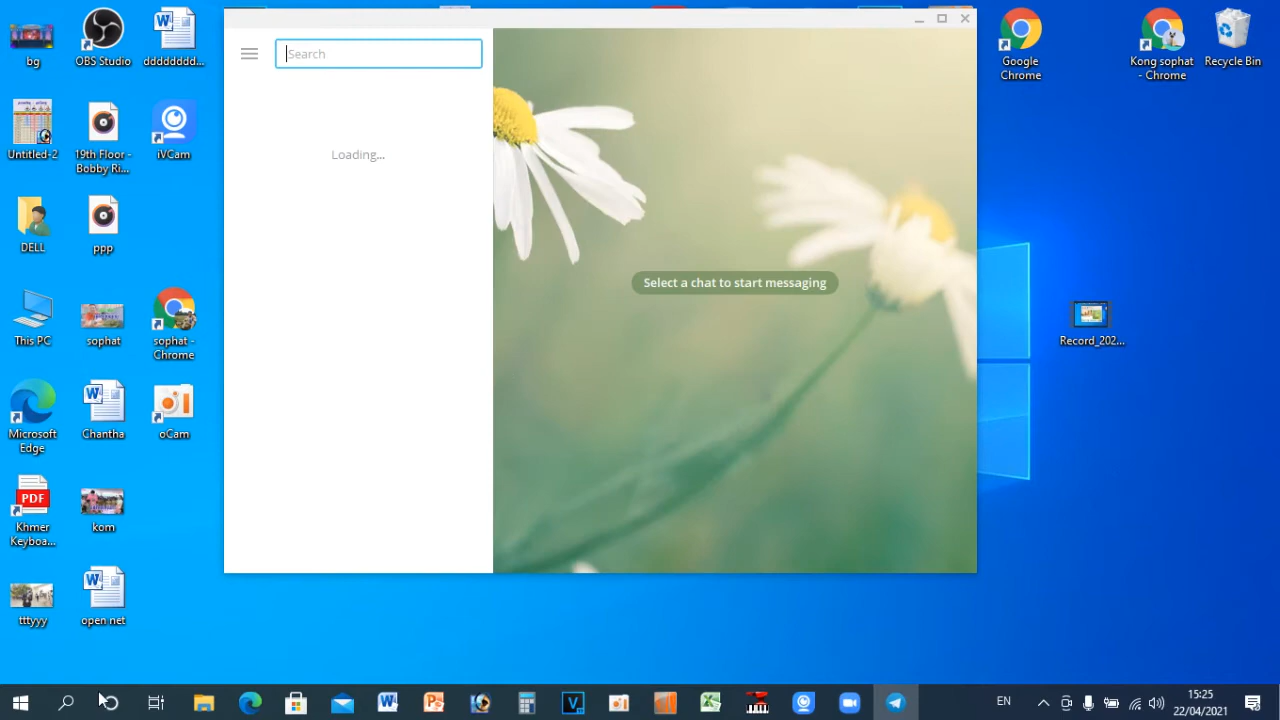 bg
OBS Studio
dddddddd...
Untitled-2
19th Floor -
Bobby Ri...
iVCam
DELL
ppp
This PC
sophat
sophat -
Chrome
Microsoft
Edge
Chantha
oCam
PDF
Khmer
Keyboa...
kom
tttyyy
open net
Search
Loading...
Select a chat to start messaging
Google
Chrome
Kong sophat
- Chrome
Recycle Bin
Record_202...
EN
15:25
22/04/2021